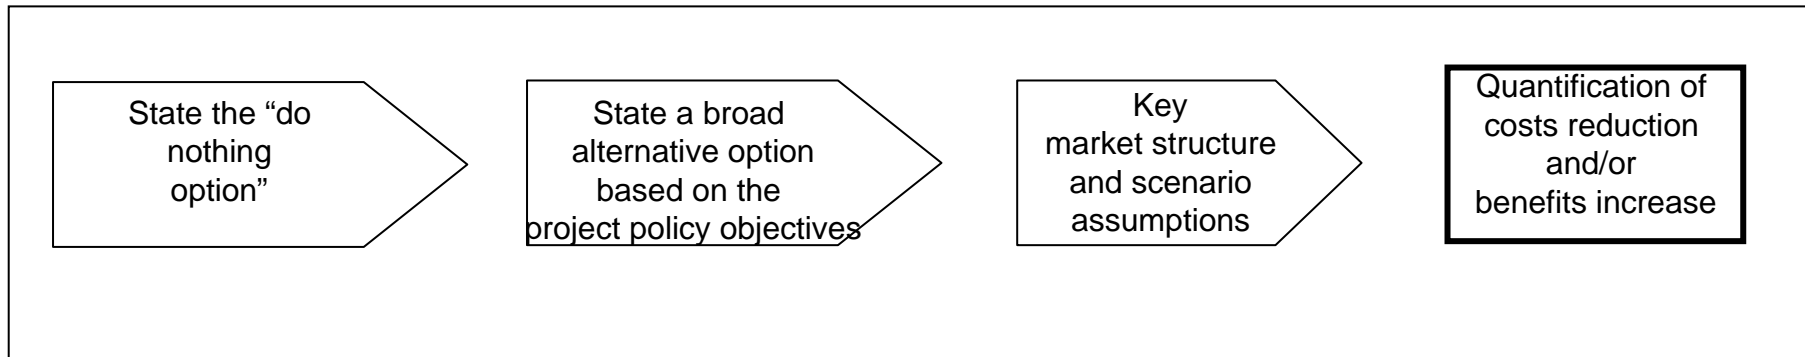 State the “do
nothing
option”
State a broad
alternative option
based on the
project policy objectives
Key
market structure
and scenario
assumptions
Quantification of
costs reduction
and/or
benefits increase